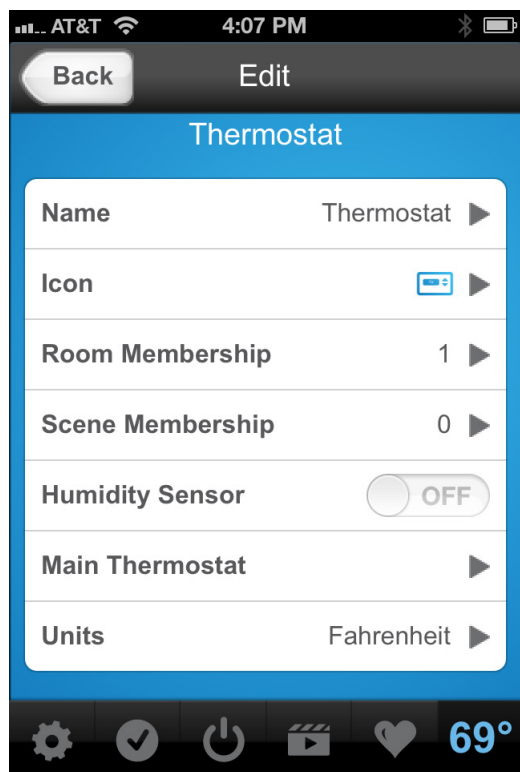 AT&T 4:07 PM
Back Edit
Thermostat
Name Thermostat
Icon
Room Membership 1
Scene Membership 0
Humidity Sensor OFF
Main Thermostat
Units Fahrenheit
69°